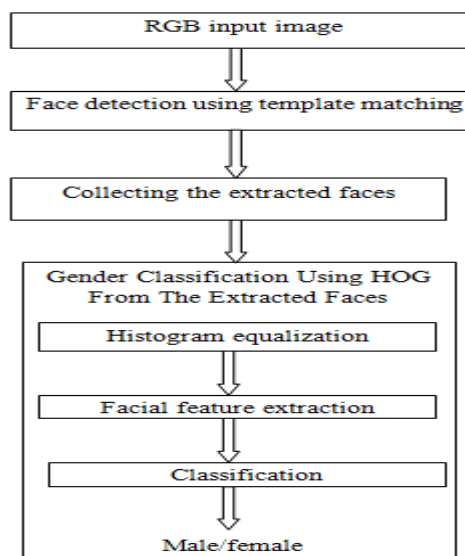 RGB input image
Face detection using template matching
Collecting the extracted faces
Gender Classification Using HOG
From The Extracted Faces
Histogram equalization
Facial feature extraction
Classification
Male/female